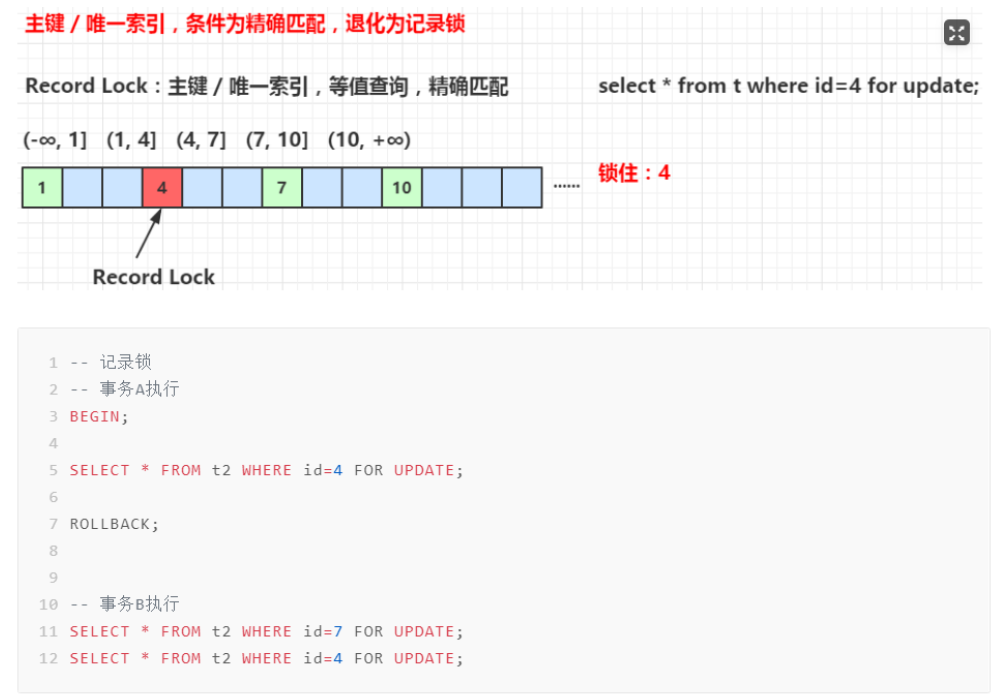 主键 / 唯一索引，条件为精确匹配，退化为记录锁
Record Lock：主键 / 唯一索引，等值查询，精确匹配
select * from t where id=4 for update;
(-∞, 1] (1, 4] (4, 7] (7, 10] (10, +∞)
1 4 7 10 ······
锁住：4
Record Lock
1 -- 记录锁
2 -- 事务A执行
3 BEGIN;
4
5 SELECT * FROM t2 WHERE id=4 FOR UPDATE;
6
7 ROLLBACK;
8
9
10 -- 事务B执行
11 SELECT * FROM t2 WHERE id=7 FOR UPDATE;
12 SELECT * FROM t2 WHERE id=4 FOR UPDATE;